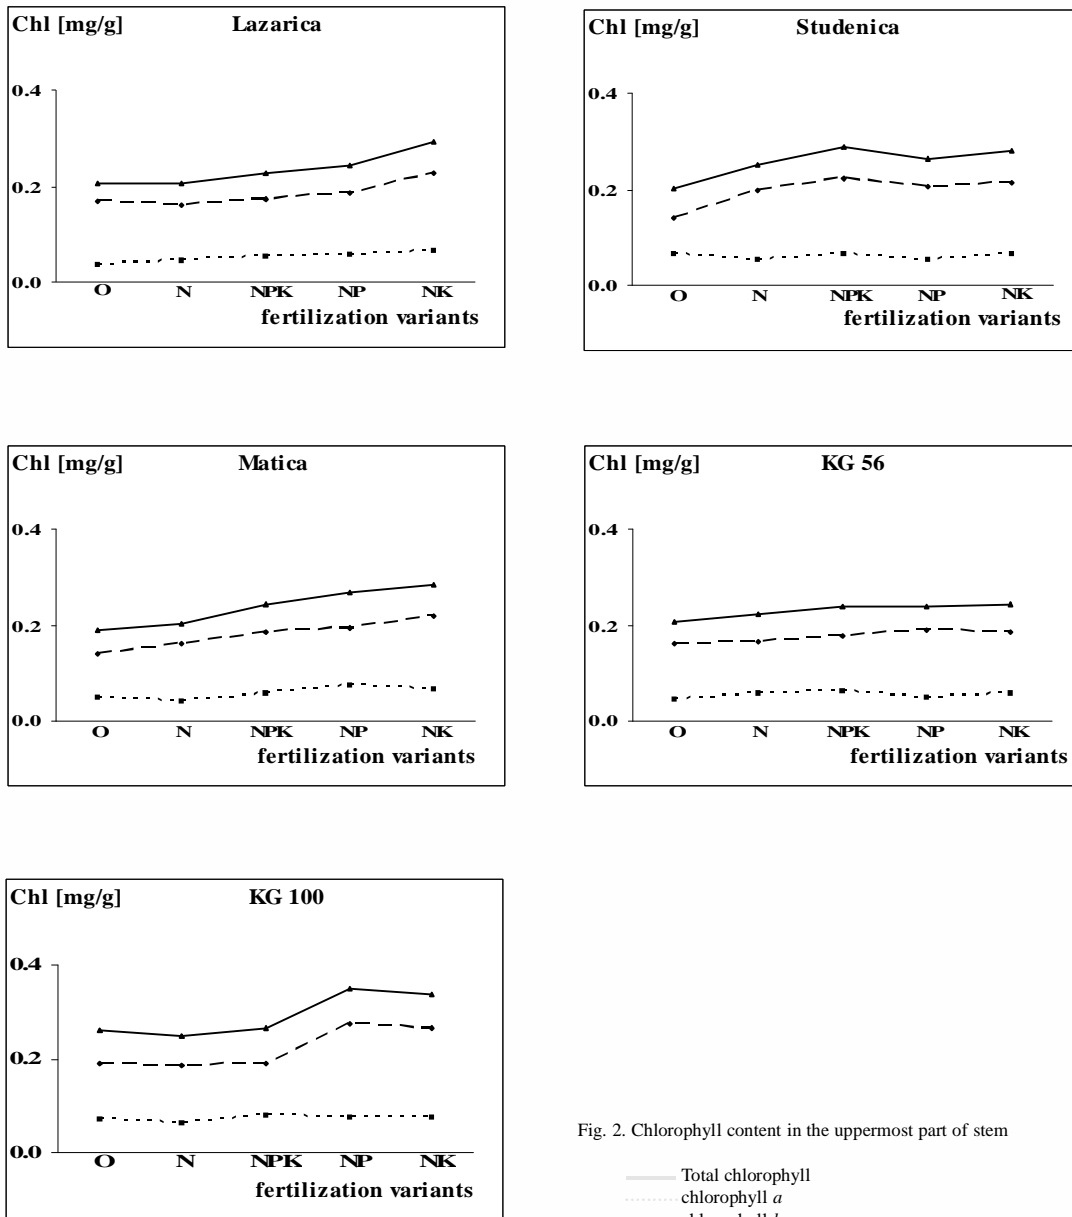 Chl [mg/g] Lazarica
0.4
0.2
0.0
O N NPK NP NK
fertilization variants
Chl [mg/g] Studenica
0.4
0.2
0.0
O N NPK NP NK
fertilization variants
Chl [mg/g] Matica
0.4
0.2
0.0
O N NPK NP NK
fertilization variants
Chl [mg/g] KG 56
0.4
0.2
0.0
O N NPK NP NK
fertilization variants
Chl [mg/g] KG 100
0.4
0.2
0.0
O N NPK NP NK
fertilization variants
Fig. 2. Chlorophyll content in the uppermost part of stem
Total chlorophyll
chlorophyll a